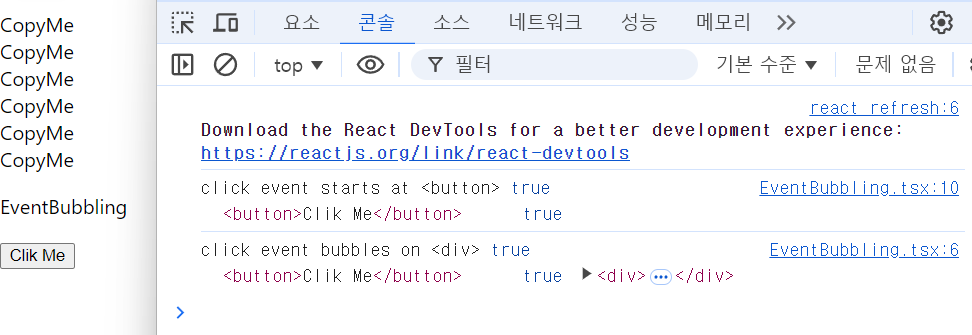 CopyMe
CopyMe
CopyMe
CopyMe
CopyMe
CopyMe
EventBubbling
Clik Me
요소 콘솔 소스 네트워크 성능 메모리
top ▼ 필터 기본 수준 ▼ 문제 없음
react refresh:6
Download the React DevTools for a better development experience:
https://reactjs.org/link/react-devtools
click event starts at <button> true EventBubbling.tsx:10
<button>Clik Me</button> true
click event bubbles on <div> true EventBubbling.tsx:6
<button>Clik Me</button> true ▶<div>…</div>